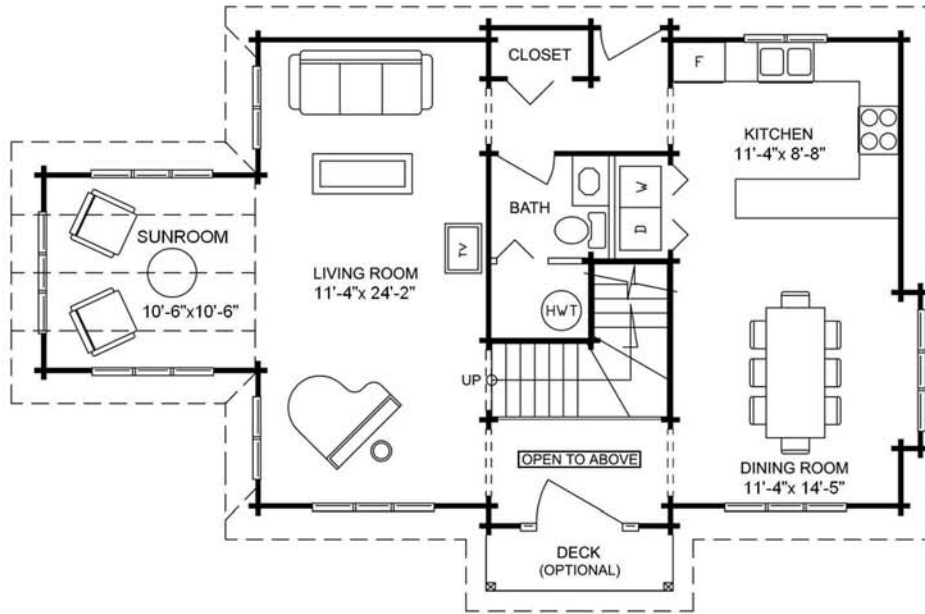 CLOSET
F
KITCHEN
11'-4"x 8'-8"
W
D
BATH
SUNROOM
10'-6"x10'-6"
TV
LIVING ROOM
11'-4"x 24'-2"
HWT
UP
OPEN TO ABOVE
DINING ROOM
11'-4"x 14'-5"
DECK
(OPTIONAL)